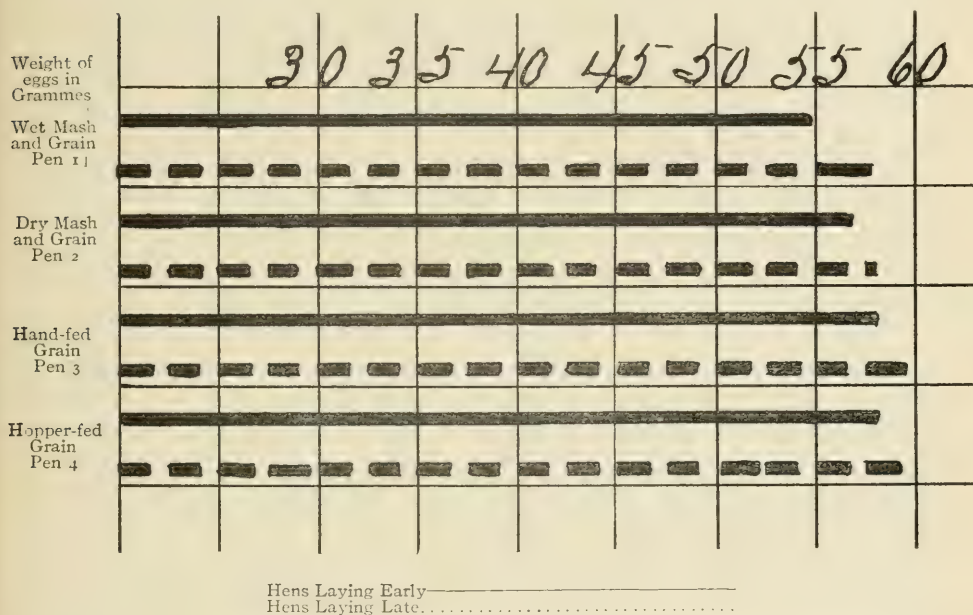 Weight of
eggs in
Grammes
30 35 40 45 50 55 60
Wet Mash
and Grain
Pen 1
Dry Mash
and Grain
Pen 2
Hand-fed
Grain
Pen 3
Hopper-fed
Grain
Pen 4
Hens Laying Early
Hens Laying Late